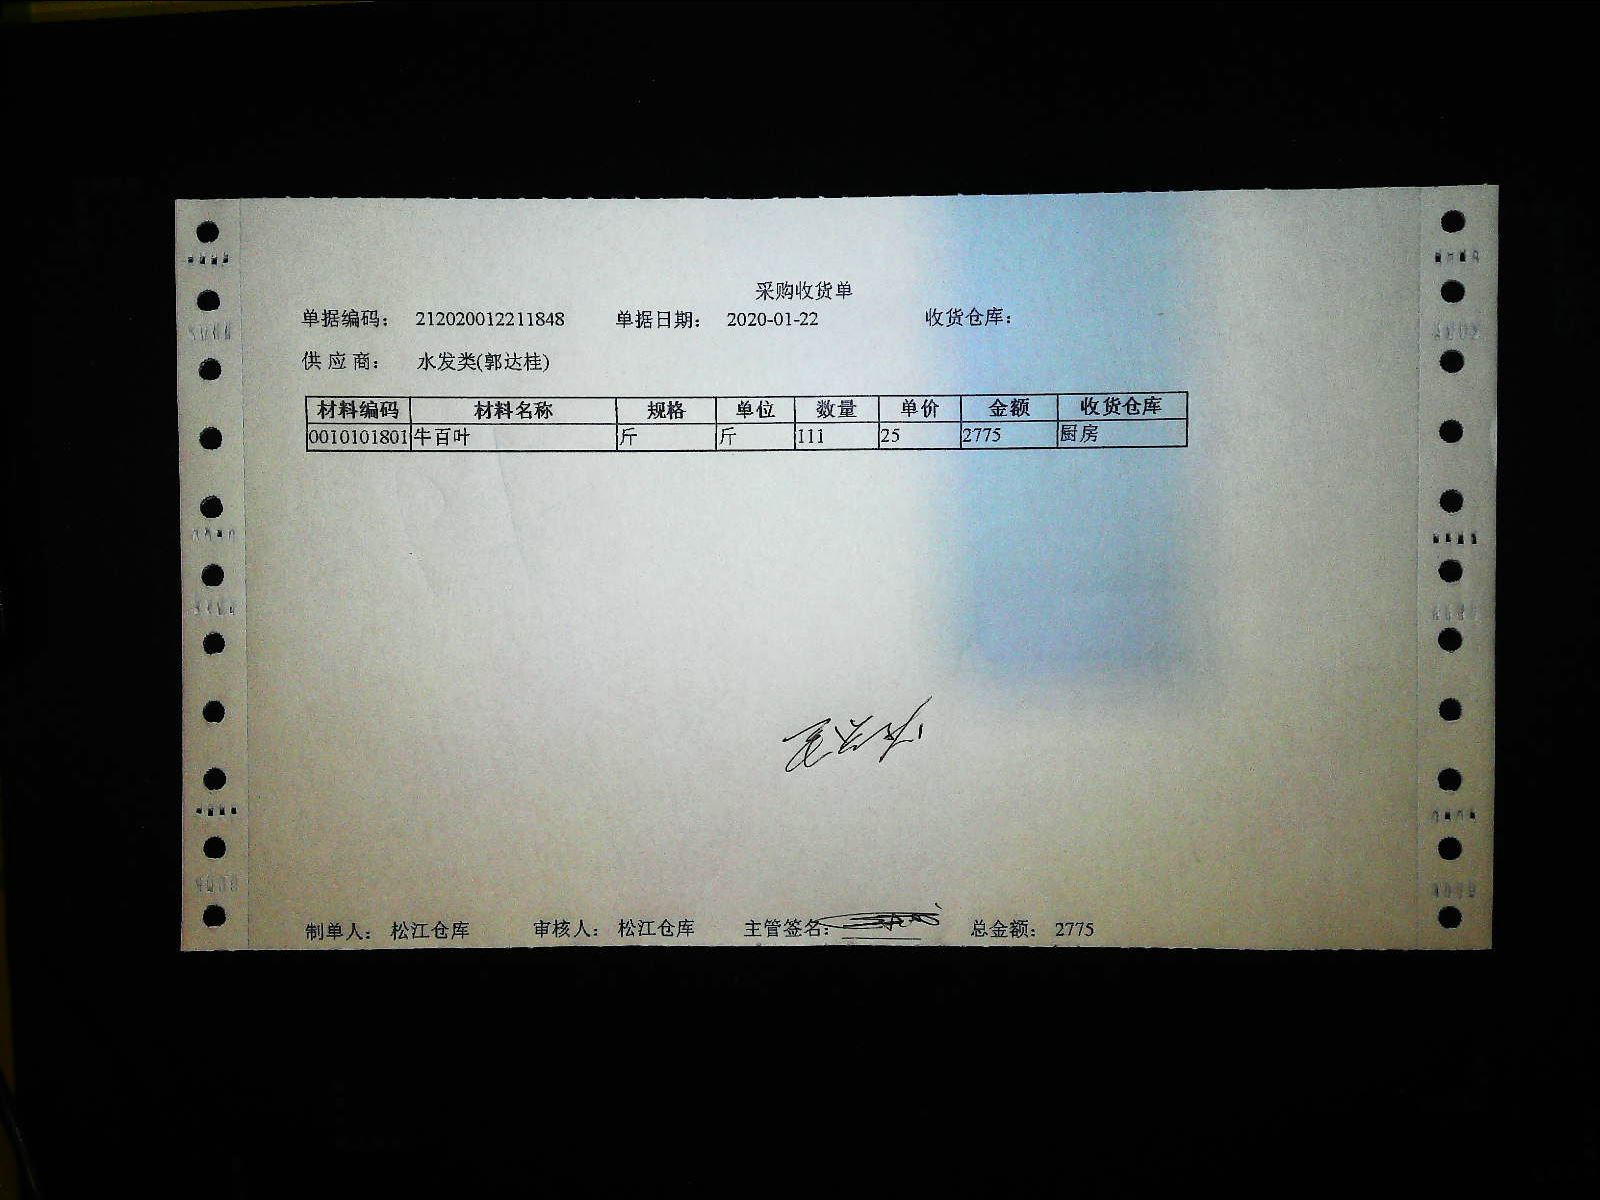 采购收货单
单据编码： 212020012211848 单据日期： 2020-01-22 收货仓库：
供 应 商： 水发类(郭达桂)
材料编码 材料名称 规格 单位 数量 单价 金额 收货仓库
0010101801 牛百叶 斤 斤 111 25 2775 厨房
制单人： 松江仓库 审核人： 松江仓库 主管签名： 总金额： 2775